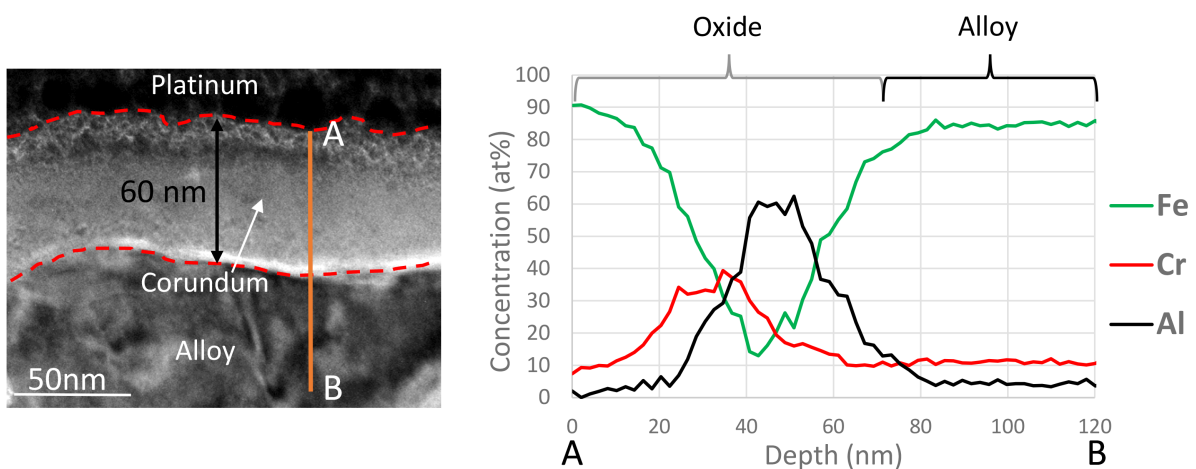 Platinum
A
60 nm
Corundum
Alloy
50nm
B
Oxide
Alloy
Concentration (at%)
100
90
80
70
60
50
40
30
20
10
0
0
20
40
60
80
100
120
A
Depth (nm)
B
Fe
Cr
Al